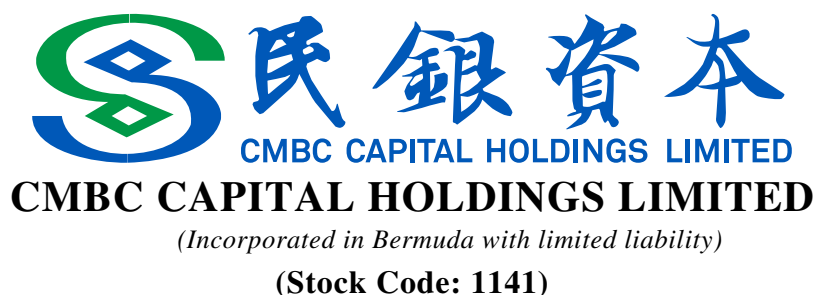 民銀資本
CMBC CAPITAL HOLDINGS LIMITED
CMBC CAPITAL HOLDINGS LIMITED
(Incorporated in Bermuda with limited liability)
(Stock Code: 1141)